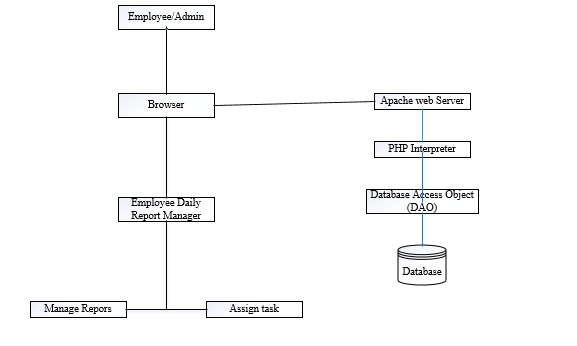 Employee/Admin
Browser
Apache web Server
PHP Interpreter
Database Access Object
(DAO)
Employee Daily
Report Manager
Database
Manage Repors
Assign task